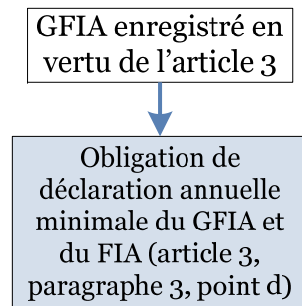 GFIA enregistré en
vertu de l’article 3
Obligation de
déclaration annuelle
minimale du GFIA et
du FIA (article 3,
paragraphe 3, point d)